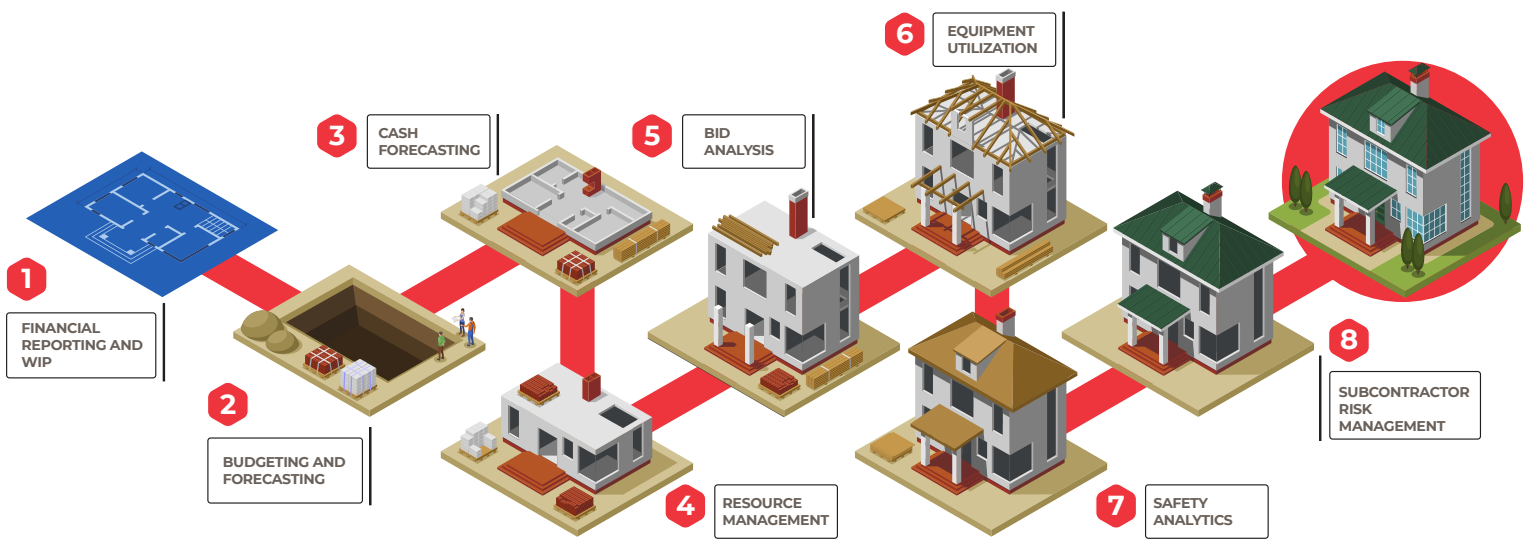 1
FINANCIAL
REPORTING AND
WIP
2
BUDGETING AND
FORECASTING
3
CASH
FORECASTING
4
RESOURCE
MANAGEMENT
5
BID
ANALYSIS
6
EQUIPMENT
UTILIZATION
7
SAFETY
ANALYTICS
8
SUBCONTRACTOR
RISK
MANAGEMENT